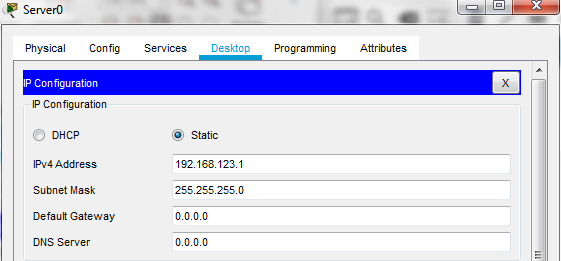 Server0
Physical Config Services Desktop Programming Attributes
IP Configuration X
IP Configuration
DHCP Static
IPv4 Address 192.168.123.1
Subnet Mask 255.255.255.0
Default Gateway 0.0.0.0
DNS Server 0.0.0.0